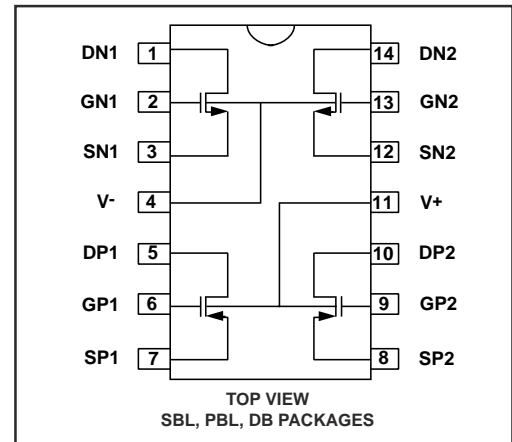 DN1 1 14 DN2
GN1 2 13 GN2
SN1 3 12 SN2
V- 4 11 V+
DP1 5 10 DP2
GP1 6 9 GP2
SP1 7 8 SP2
TOP VIEW
SBL, PBL, DB PACKAGES